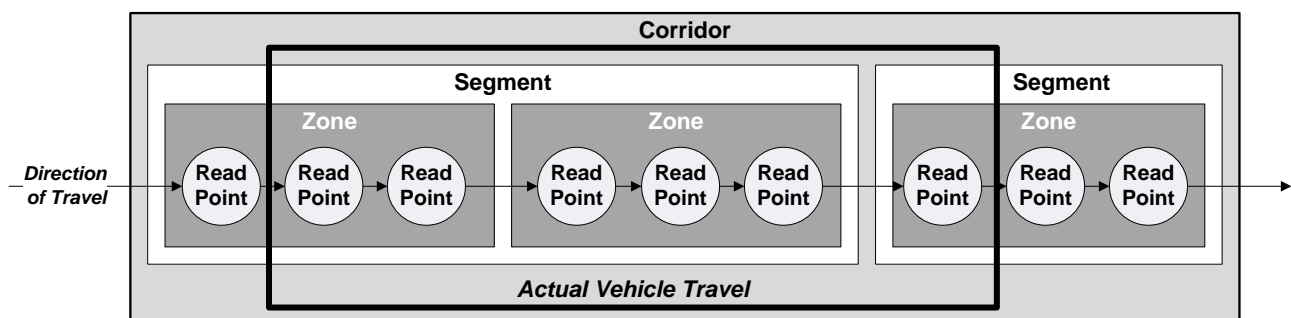 Corridor
Segment
Segment
Zone
Zone
Zone
Direction
of Travel
Read
Point
Read
Point
Read
Point
Read
Point
Read
Point
Read
Point
Read
Point
Read
Point
Read
Point
Actual Vehicle Travel